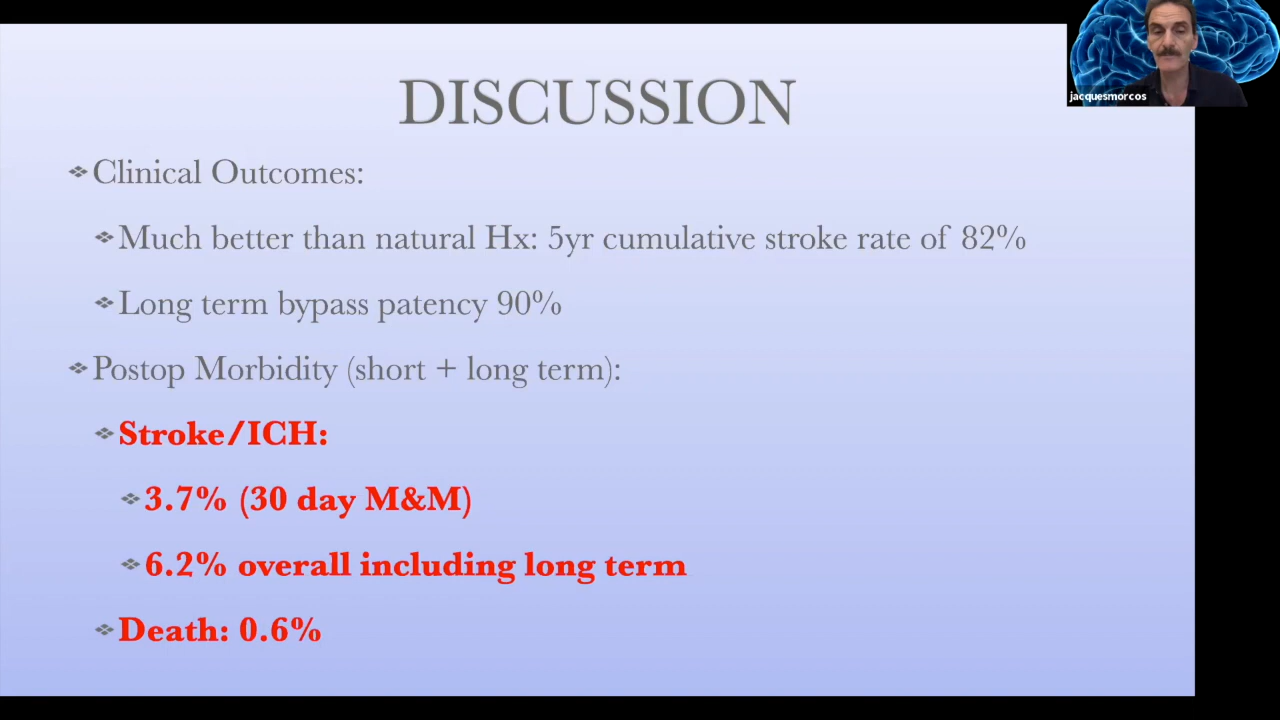 jacquesmorcos
DISCUSSION
Clinical Outcomes:
Much better than natural Hx: 5yr cumulative stroke rate of 82%
Long term bypass patency 90%
Postop Morbidity (short + long term):
Stroke/ICH:
3.7% (30 day M&M)
6.2% overall including long term
Death: 0.6%